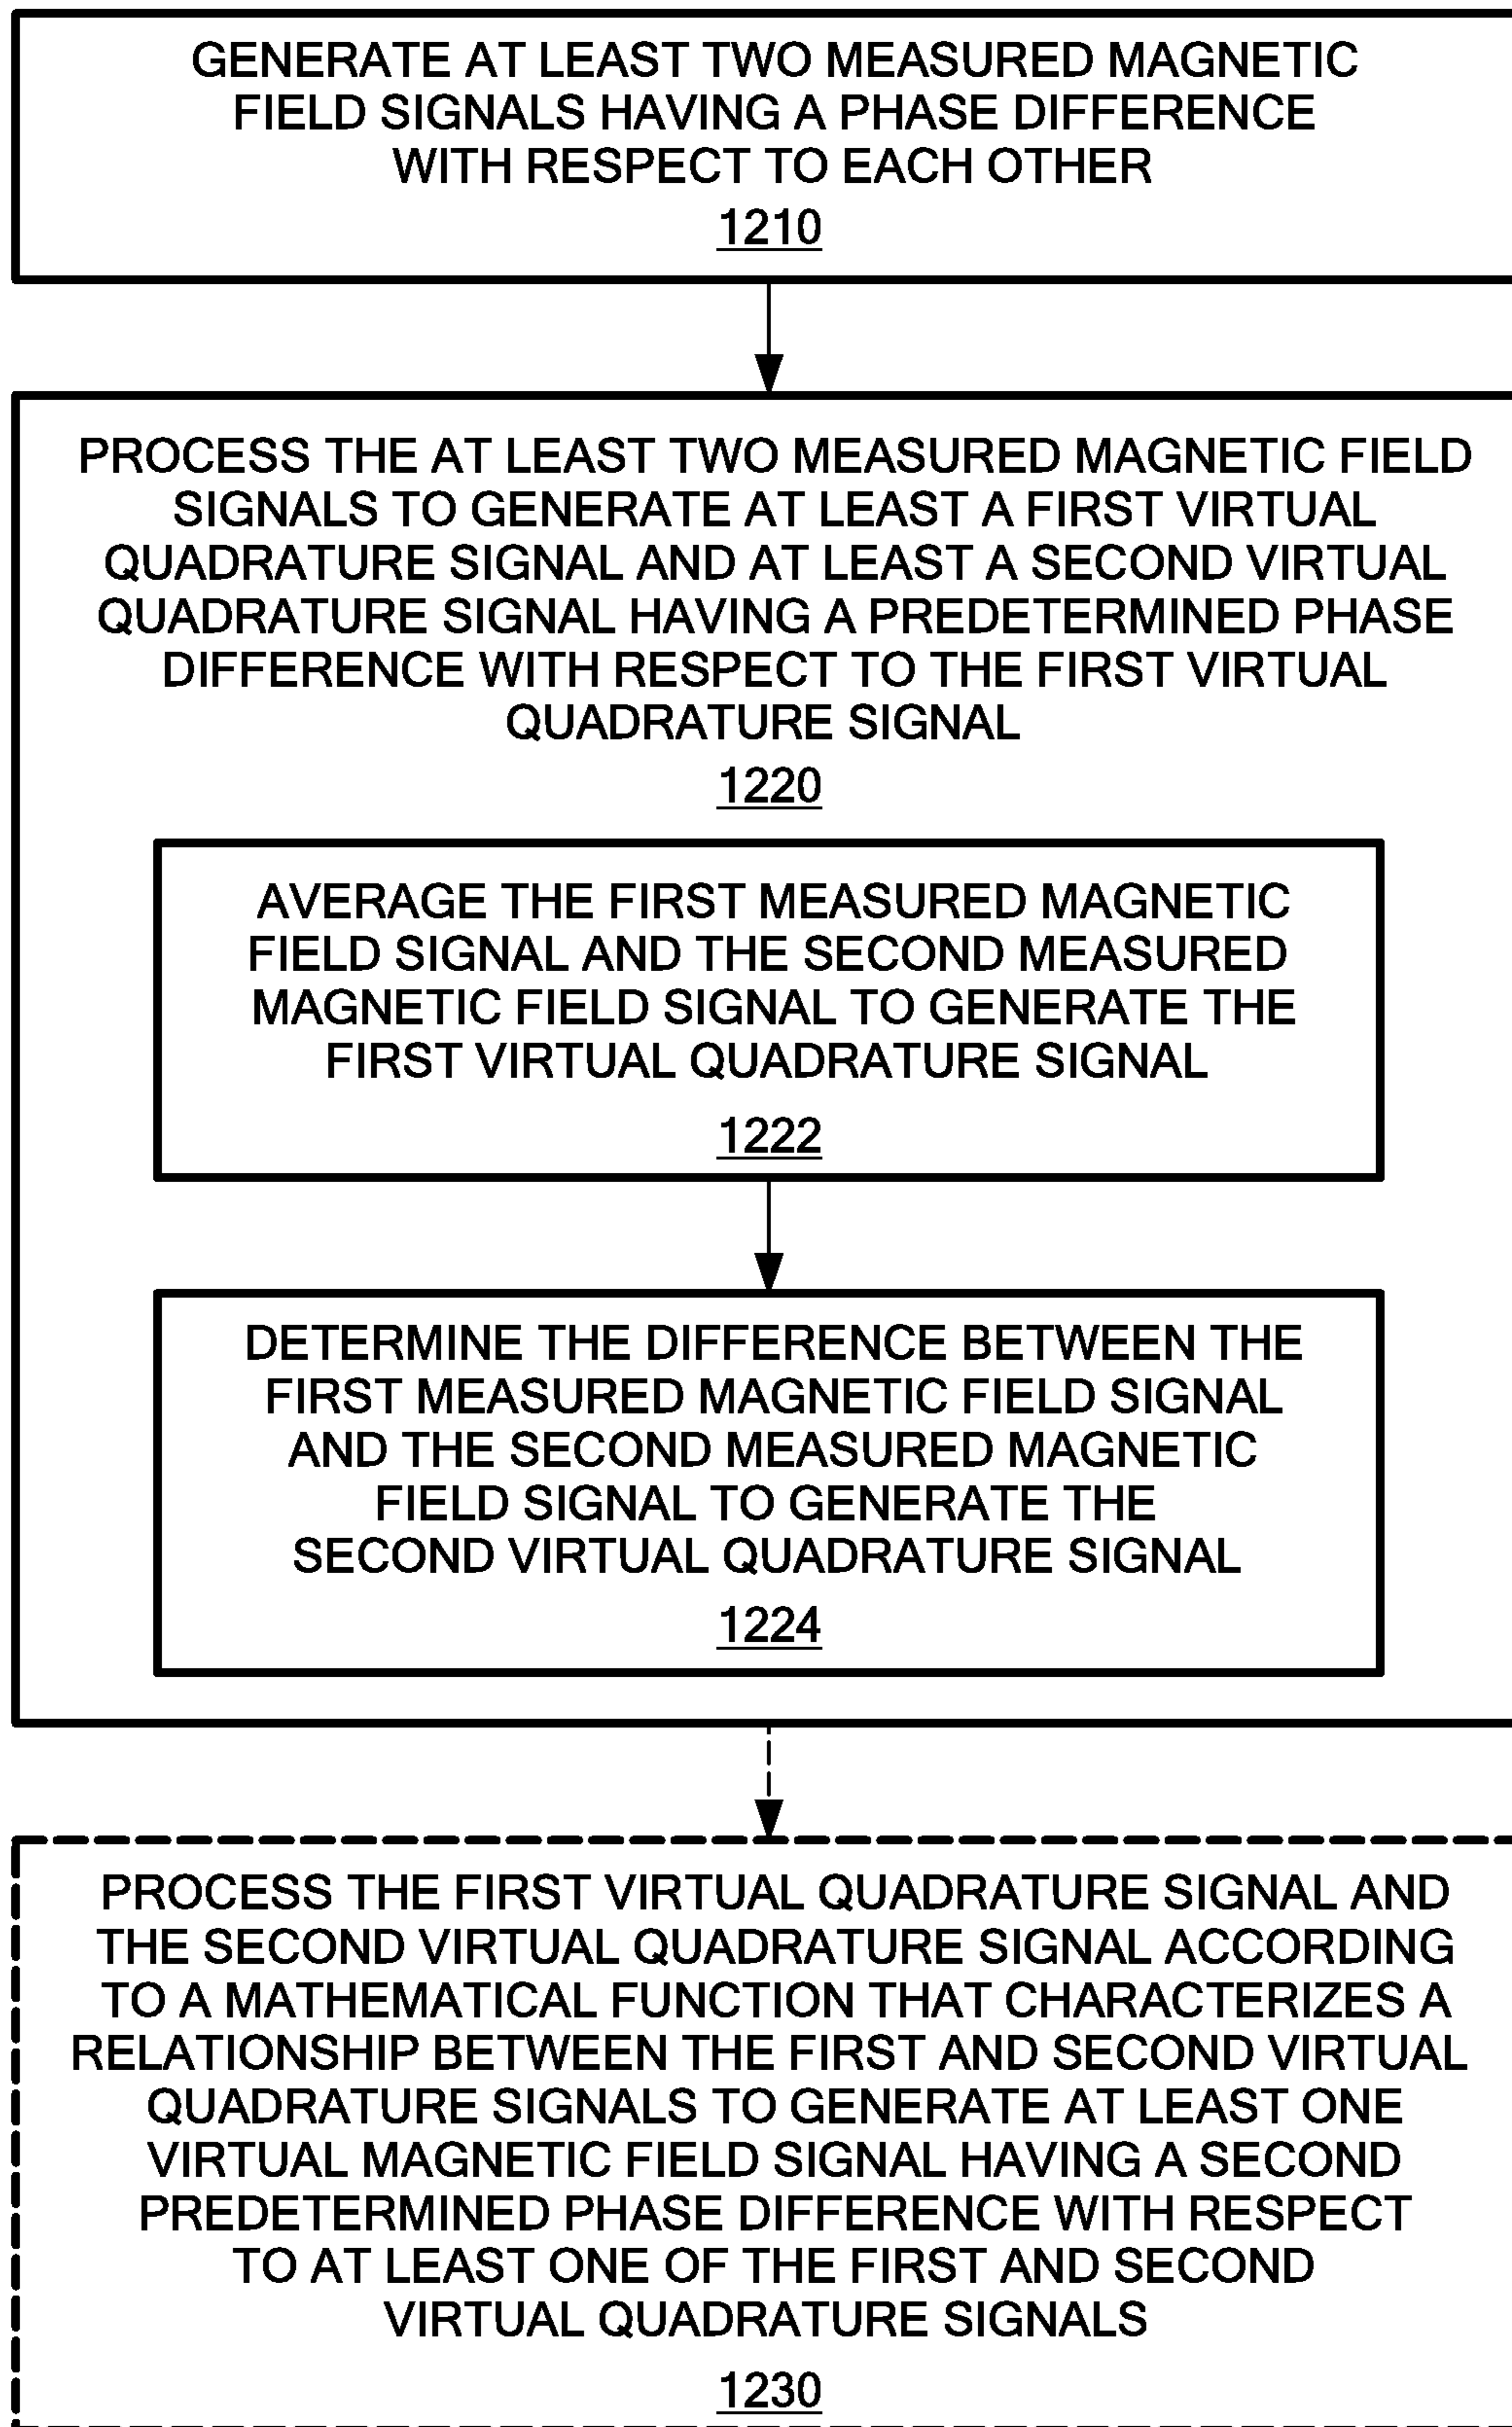 GENERATE AT LEAST TWO MEASURED MAGNETIC
FIELD SIGNALS HAVING A PHASE DIFFERENCE
WITH RESPECT TO EACH OTHER
1210
PROCESS THE AT LEAST TWO MEASURED MAGNETIC FIELD
SIGNALS TO GENERATE AT LEAST A FIRST VIRTUAL
QUADRATURE SIGNAL AND AT LEAST A SECOND VIRTUAL
QUADRATURE SIGNAL HAVING A PREDETERMINED PHASE
DIFFERENCE WITH RESPECT TO THE FIRST VIRTUAL
QUADRATURE SIGNAL
1220
AVERAGE THE FIRST MEASURED MAGNETIC
FIELD SIGNAL AND THE SECOND MEASURED
MAGNETIC FIELD SIGNAL TO GENERATE THE
FIRST VIRTUAL QUADRATURE SIGNAL
1222
DETERMINE THE DIFFERENCE BETWEEN THE
FIRST MEASURED MAGNETIC FIELD SIGNAL
AND THE SECOND MEASURED MAGNETIC
FIELD SIGNAL TO GENERATE THE
SECOND VIRTUAL QUADRATURE SIGNAL
1224
PROCESS THE FIRST VIRTUAL QUADRATURE SIGNAL AND
THE SECOND VIRTUAL QUADRATURE SIGNAL ACCORDING
TO A MATHEMATICAL FUNCTION THAT CHARACTERIZES A
RELATIONSHIP BETWEEN THE FIRST AND SECOND VIRTUAL
QUADRATURE SIGNALS TO GENERATE AT LEAST ONE
VIRTUAL MAGNETIC FIELD SIGNAL HAVING A SECOND
PREDETERMINED PHASE DIFFERENCE WITH RESPECT
TO AT LEAST ONE OF THE FIRST AND SECOND
VIRTUAL QUADRATURE SIGNALS
1230